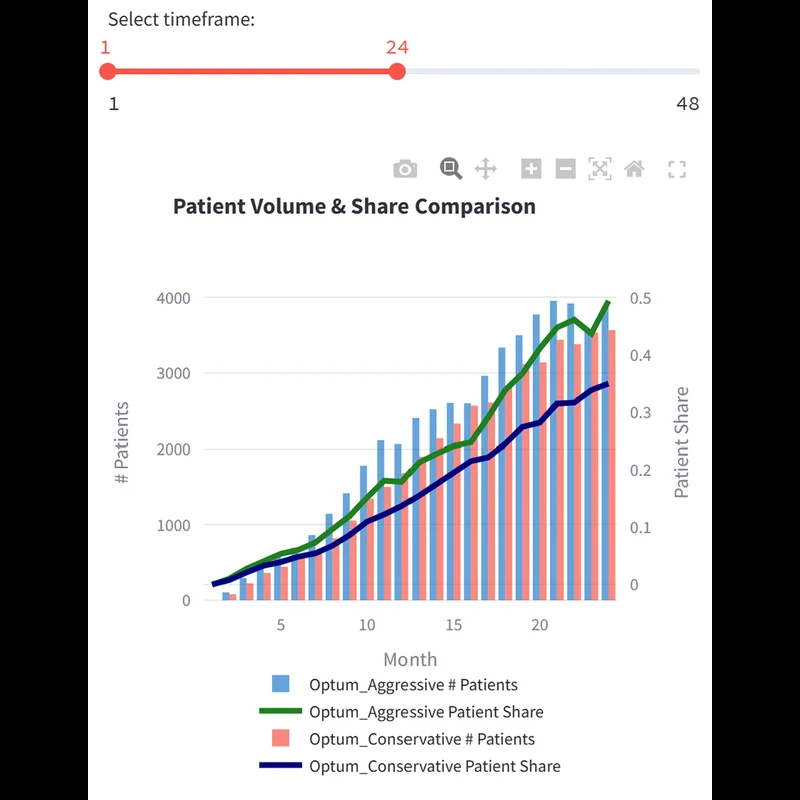 Select timeframe:
1 24
1 48
Patient Volume & Share Comparison
4000 0.5
3000 0.4
2000 0.3
1000 0.2
0 0.1
0
# Patients
Patient Share
5 10 15 20
Month
Optum_Aggressive # Patients
Optum_Aggressive Patient Share
Optum_Conservative # Patients
Optum_Conservative Patient Share